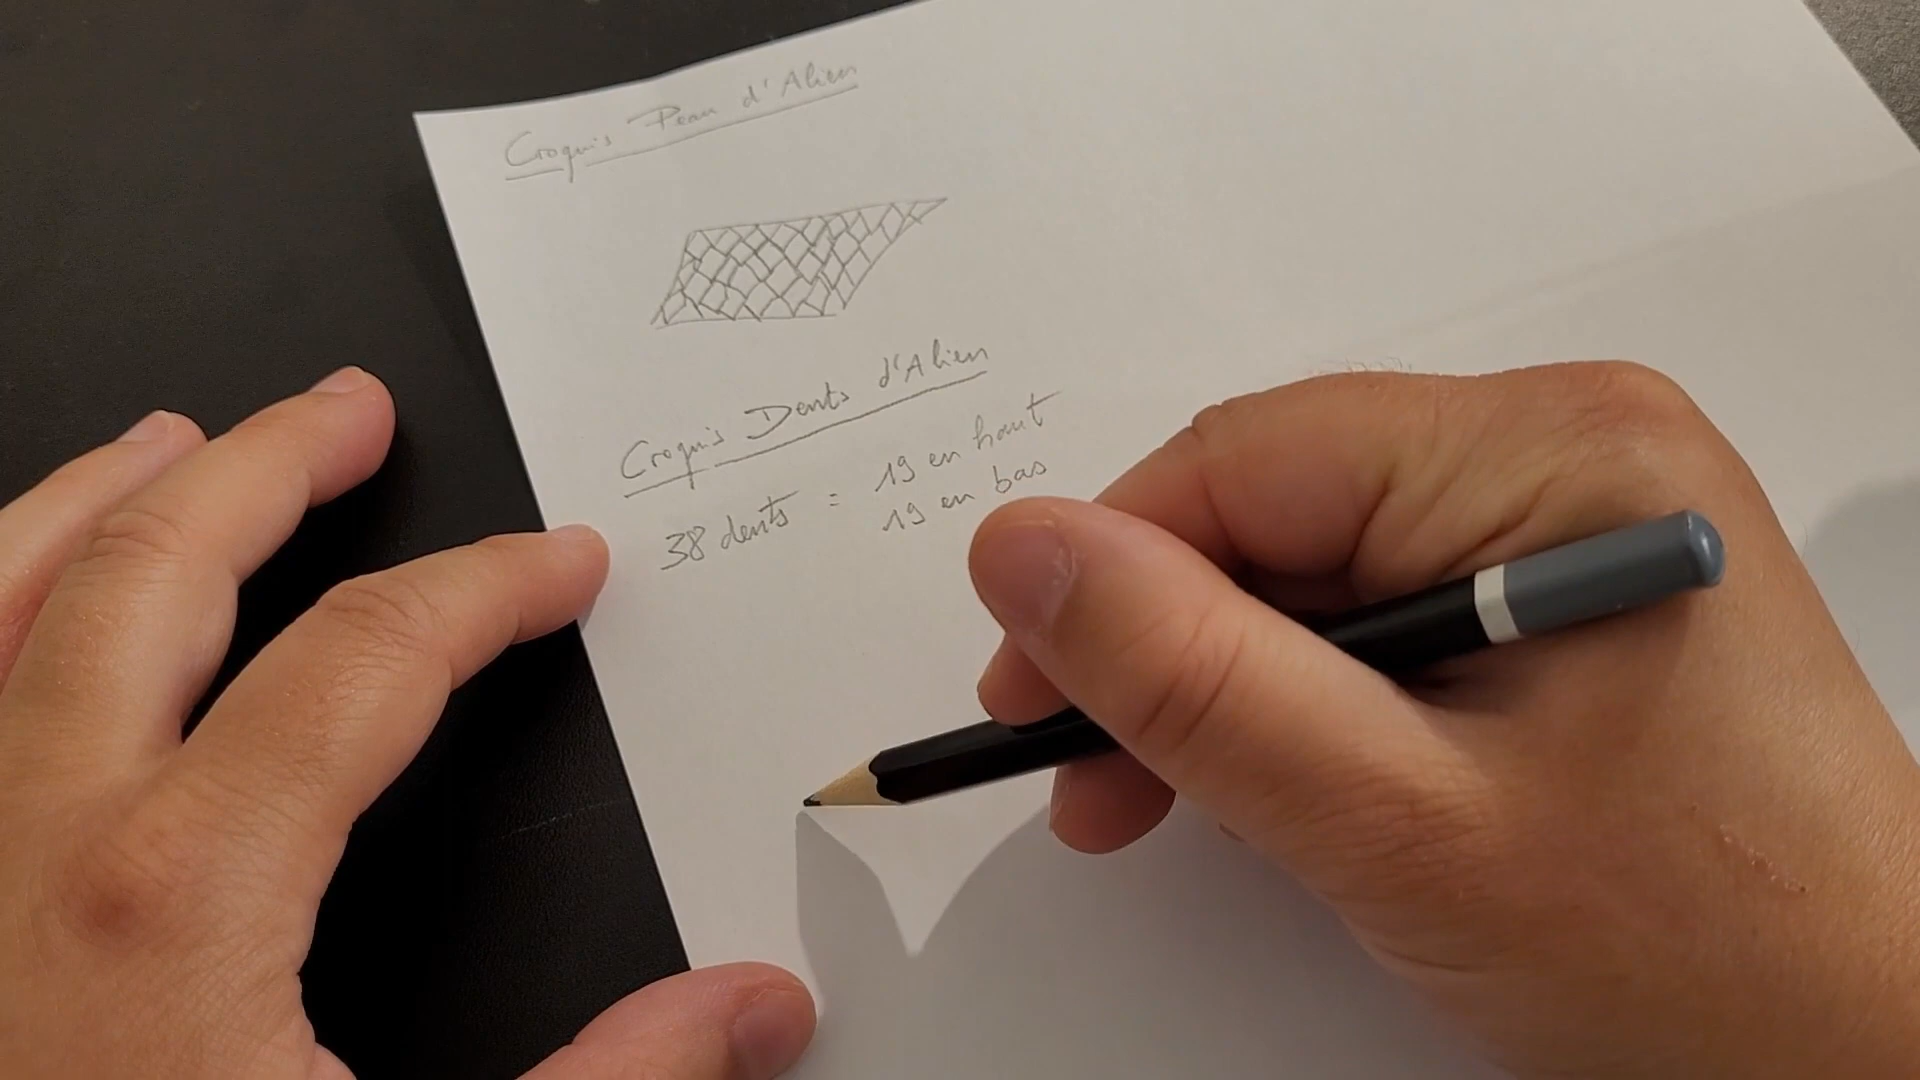 Croquis Peau d'Alien
Croquis Dents d'Alien
38 dents = 19 en haut
19 en bas